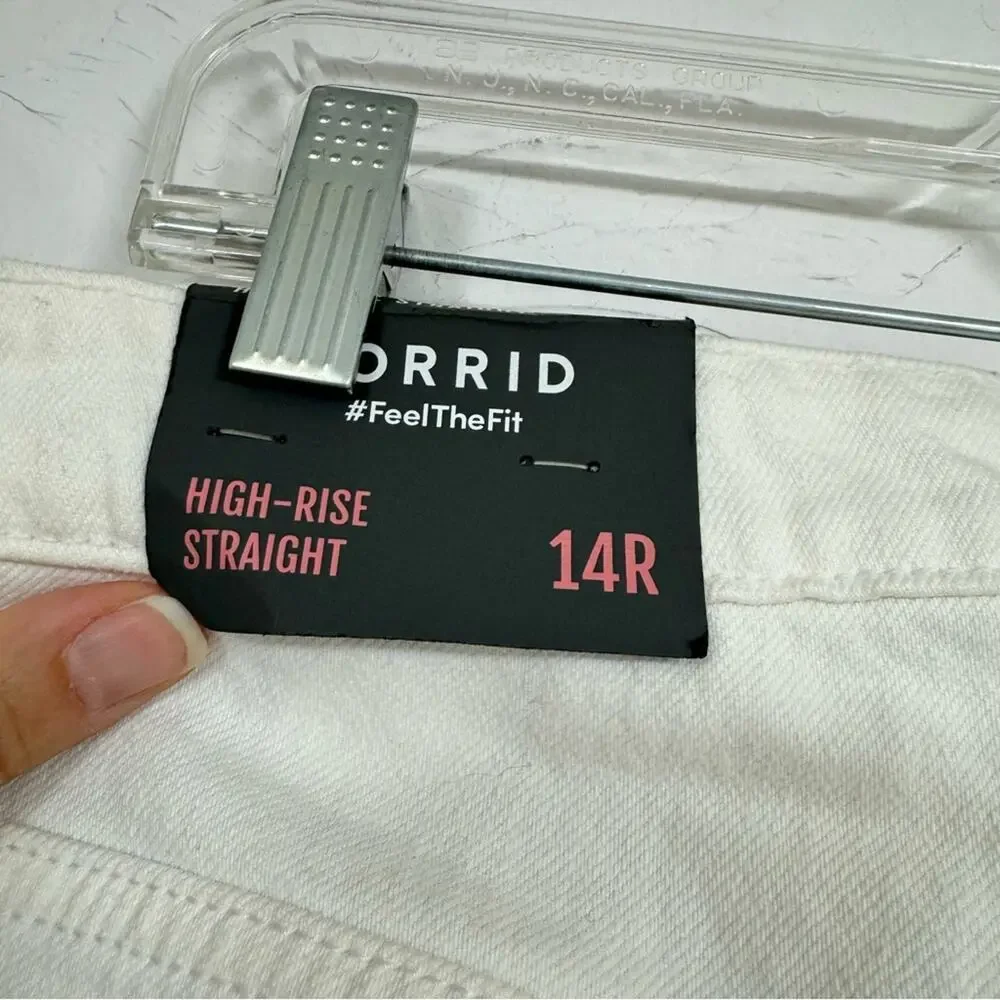 PRODUCTS GROUP
N. J., N. C., CAL., FLA.
ORRID
#FeelTheFit
HIGH-RISE
STRAIGHT
14R